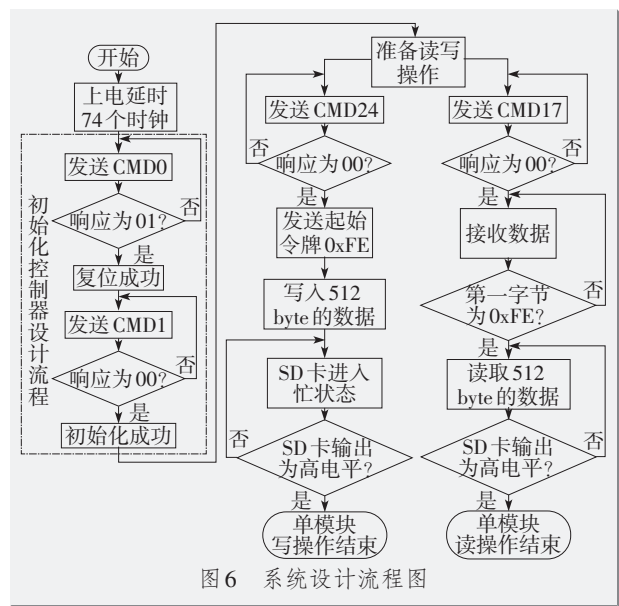 开始
上电延时
74个时钟
初始化控制器设计流程
发送CMD0
响应为01?
否
是
复位成功
发送CMD1
响应为00?
否
是
初始化成功
准备读写
操作
发送CMD24
响应为00?
否
是
发送起始
令牌0xFE
写入512
byte的数据
SD卡进入
忙状态
SD卡输出
为高电平?
否
是
单模块
写操作结束
发送CMD17
响应为00?
否
是
接收数据
第一字节
为0xFE?
否
是
读取512
byte的数据
SD卡输出
为高电平?
否
是
单模块
读操作结束
图6 系统设计流程图